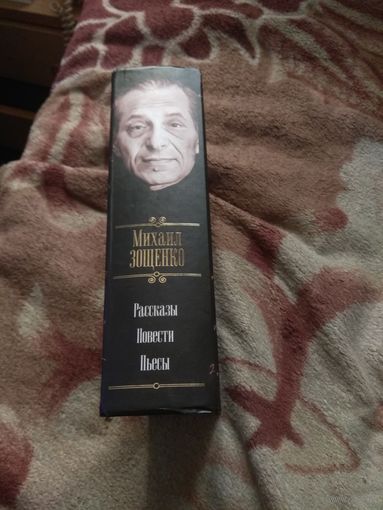 Михаил
ЗОЩЕНКО
Рассказы
Повести
Пьесы